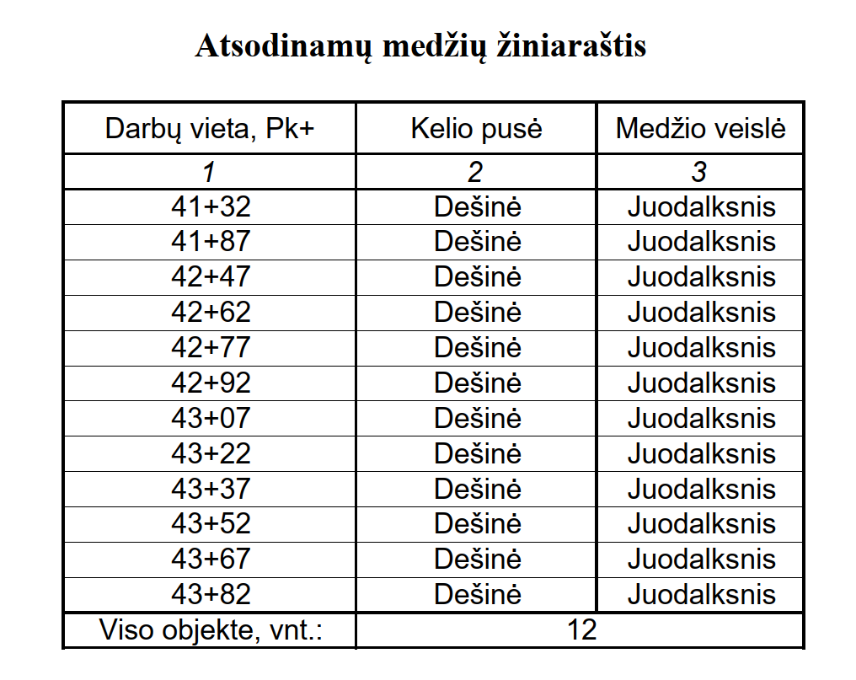 Atsodinamų medžių žiniaraštis
Darbų vieta, Pk+ Kelio pusė Medžio veislė
1 2 3
41+32 Dešinė Juodalksnis
41+87 Dešinė Juodalksnis
42+47 Dešinė Juodalksnis
42+62 Dešinė Juodalksnis
42+77 Dešinė Juodalksnis
42+92 Dešinė Juodalksnis
43+07 Dešinė Juodalksnis
43+22 Dešinė Juodalksnis
43+37 Dešinė Juodalksnis
43+52 Dešinė Juodalksnis
43+67 Dešinė Juodalksnis
43+82 Dešinė Juodalksnis
Viso objekte, vnt.: 12